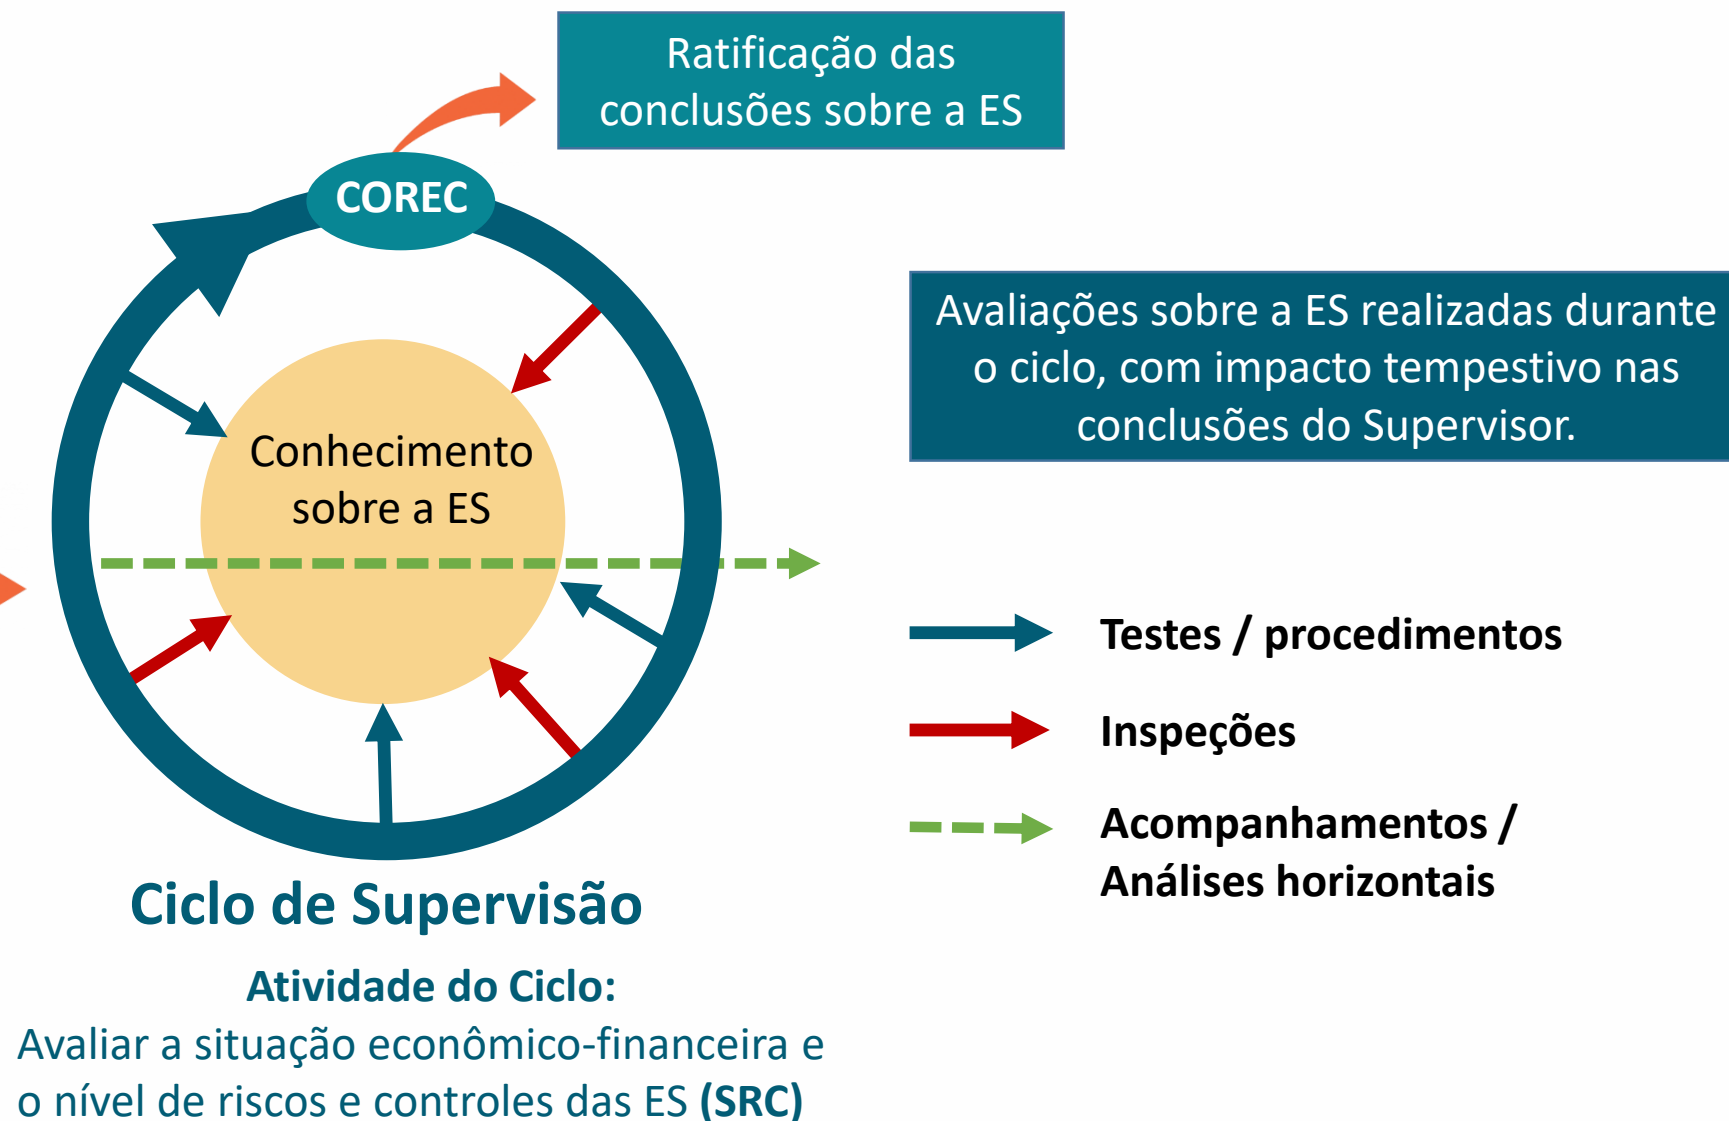 Ratificação das
conclusões sobre a ES
COREC
Avaliações sobre a ES realizadas durante
o ciclo, com impacto tempestivo nas
conclusões do Supervisor.
Conhecimento
sobre a ES
Testes / procedimentos
Inspeções
Acompanhamentos /
Análises horizontais
Ciclo de Supervisão
Atividade do Ciclo:
Avaliar a situação econômico-financeira e
o nível de riscos e controles das ES (SRC)